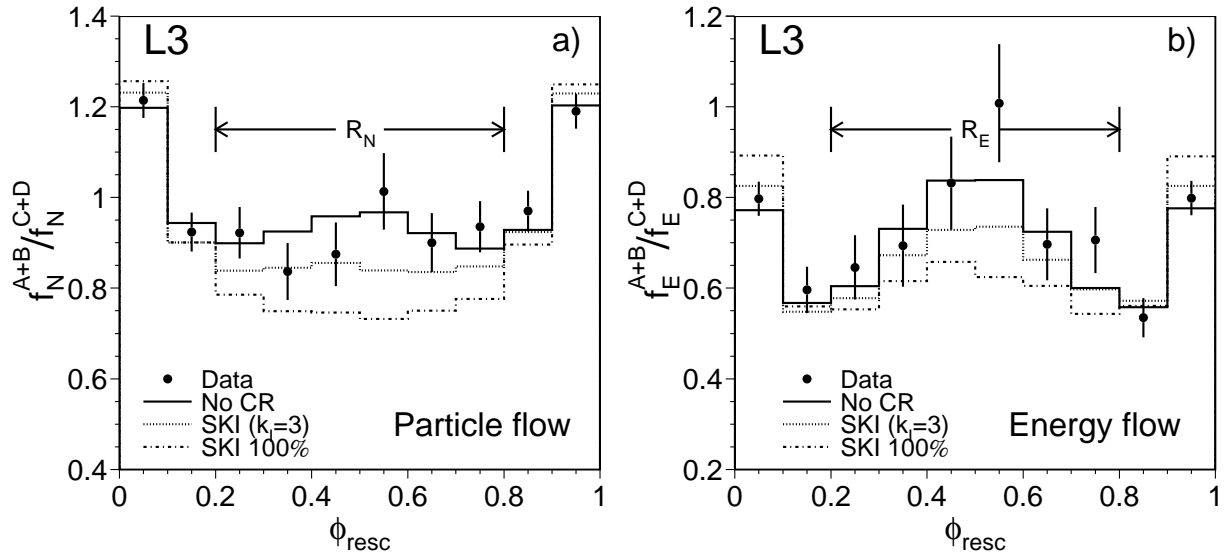 L3
a)
1.4
1.2
1
0.8
0.6
0.4
f_N^{A+B}/f_N^{C+D}
R_N
Data
No CR
SKI (k_I=3)
SKI 100%
Particle flow
0 0.2 0.4 0.6 0.8 1
ϕ_resc
L3
b)
1.2
1
0.8
0.6
0.4
0.2
f_E^{A+B}/f_E^{C+D}
R_E
Data
No CR
SKI (k_I=3)
SKI 100%
Energy flow
0 0.2 0.4 0.6 0.8 1
ϕ_resc